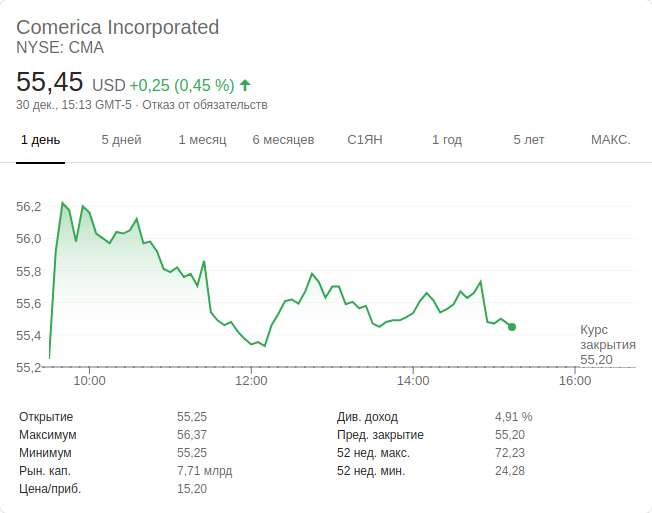 Comerica Incorporated
NYSE: CMA
55,45 USD +0,25 (0,45 %)
30 дек., 15:13 GMT-5 · Отказ от обязательств
1 день 5 дней 1 месяц 6 месяцев С1ЯН 1 год 5 лет МАКС.
56,2
56,0
55,8
55,6
55,4
55,2
Курс
закрытия
55,20
10:00 12:00 14:00 16:00
Открытие 55,25 Див. доход 4,91 %
Максимум 56,37 Пред. закрытие 55,20
Минимум 55,25 52 нед. макс. 72,23
Рын. кап. 7,71 млрд 52 нед. мин. 24,28
Цена/приб. 15,20